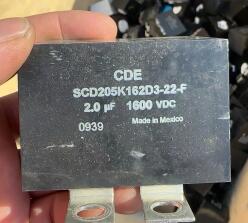 CDE
SCD205K162D3-22-F
2.0 µF 1600 VDC
0939 Made in Mexico